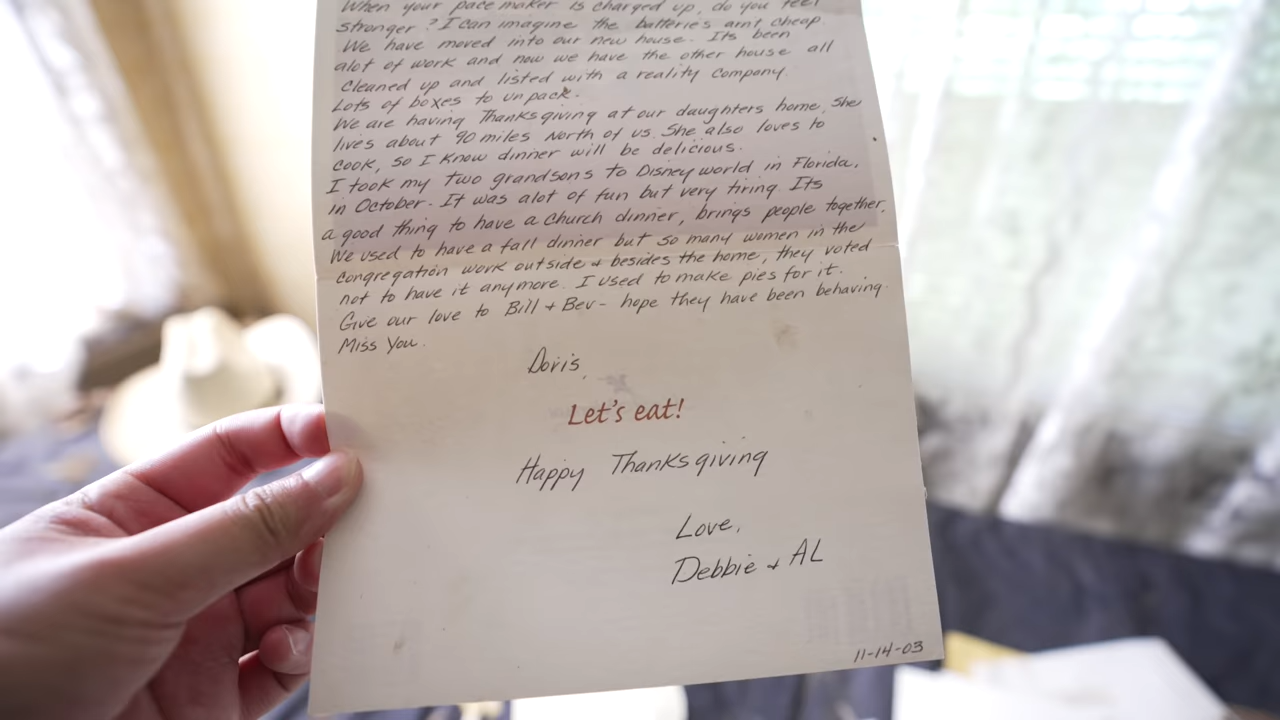 When your pace maker is charged up, do you feel
stronger? I can imagine the batteries arnt cheap
We have moved into our new house. Its been
alot of work and now we have the other house all
cleaned up and listed with a reality company.
Lots of boxes to unpack.
We are having Thanksgiving at our daughters home, She
lives about 90 miles North of us. She also loves to
cook, so I know dinner will be delicious.
I took my two grandsons to Disneyworld in Florida,
in October. It was alot of fun but very tiring. Its
a good thing to have a Church dinner, brings people together.
We used to have a fall dinner but so many women in the
congregation work outside + besides the home, they voted
not to have it anymore. I used to make pies for it.
Give our love to Bill + Bev- hope they have been behaving.
Miss You.
Doris,
Let's eat!
Happy Thanksgiving
Love,
Debbie + AL
11-14-03